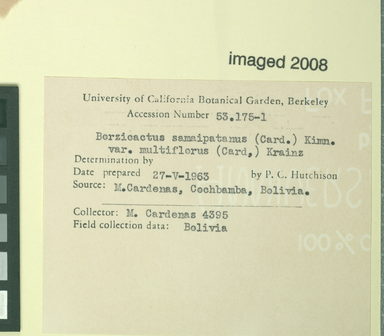 imaged 2008
University of California Botanical Garden, Berkeley
Accession Number 53.175-1
Borzicactus samaipatanus (Card.) Kimn.
var. multiflorus (Card,) Krainz
Determination by
Date prepared 27-V-1963 by P. C. Hutchison
Source: M.Cardenas, Cochbamba, Bolivia.
Collector: M. Cardenas 4395
Field collection data: Bolivia